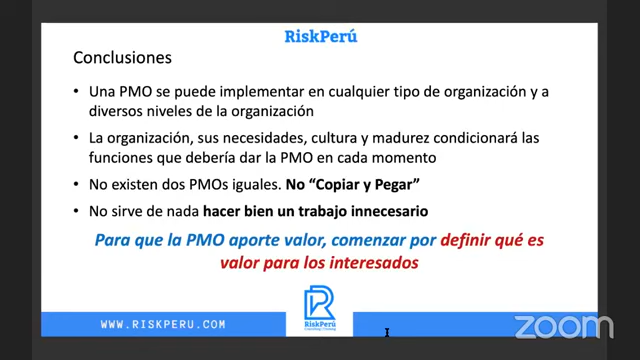 RiskPerú
Conclusiones
• Una PMO se puede implementar en cualquier tipo de organización y a
diversos niveles de la organización
• La organización, sus necesidades, cultura y madurez condicionará las
funciones que debería dar la PMO en cada momento
• No existen dos PMOs iguales. No “Copiar y Pegar”
• No sirve de nada hacer bien un trabajo innecesario
Para que la PMO aporte valor, comenzar por definir qué es
valor para los interesados
RiskPerú
WWW.RISKPERU.COM
zoom